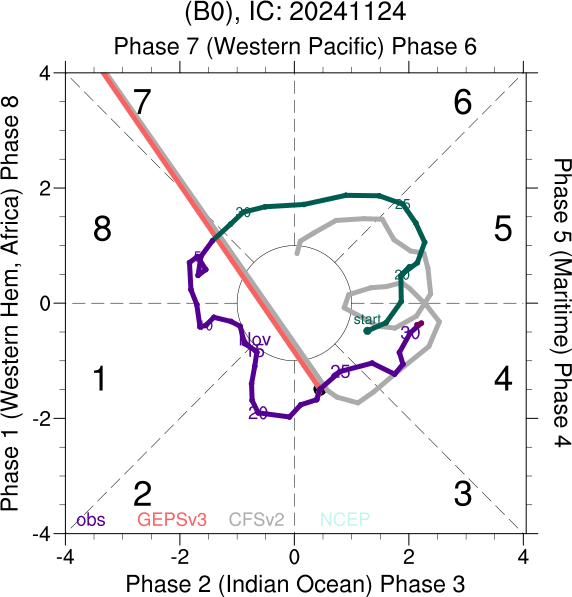 (B0), IC: 20241124
Phase 7 (Western Pacific) Phase 6
Phase 1 (Western Hem, Africa) Phase 8
Phase 5 (Maritime) Phase 4
4
2
0
-2
-4
7
6
8
5
1
4
2
3
30
25
20
start
5
Nov
15
20
25
30
obs
GEPSv3
CFSv2
NCEP
-4
-2
0
2
4
Phase 2 (Indian Ocean) Phase 3